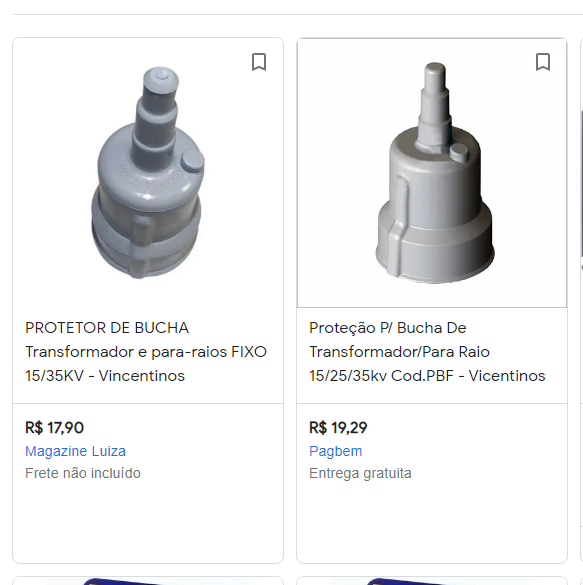 PROTETOR DE BUCHA
Transformador e para-raios FIXO
15/35KV - Vincentinos
R$ 17,90
Magazine Luiza
Frete não incluído
Proteção P/ Bucha De
Transformador/Para Raio
15/25/35kv Cod.PBF - Vicentinos
R$ 19,29
Pagbem
Entrega gratuita